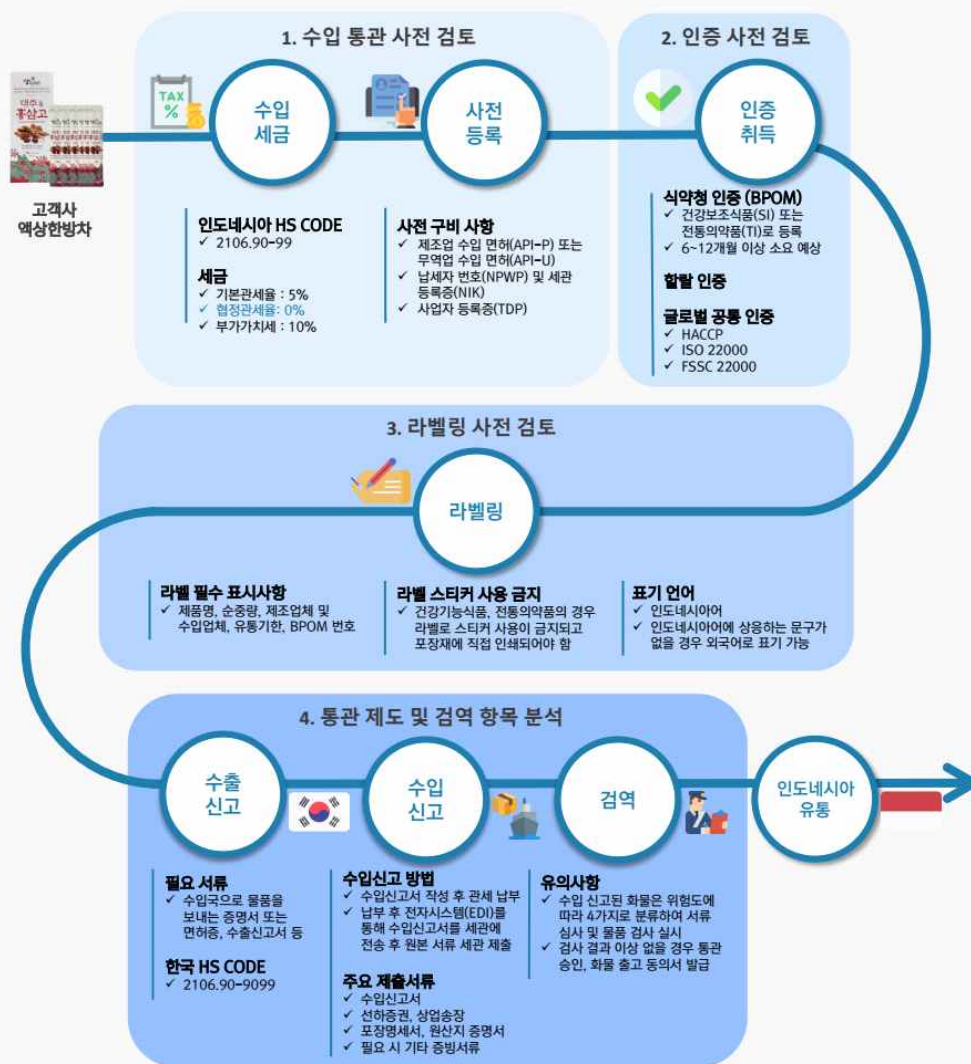 1. 수입 통관 사전 검토
2. 인증 사전 검토
TAX
%
수입
세금
사전
등록
인증
취득
대추홍삼고
고객사
액상한방차
인도네시아 HS CODE
✓ 2106.90-99
세금
✓ 기본관세율 : 5%
✓ 협정관세율: 0%
✓ 부가가치세 : 10%
사전 구비 사항
✓ 제조업 수입 면허(API-P) 또는
무역업 수입 면허(API-U)
✓ 납세자 번호(NPWP) 및 세관
등록증(NIK)
✓ 사업자 등록증(TDP)
식약청 인증 (BPOM)
✓ 건강보조식품(SI) 또는
전통의약품(TI)로 등록
✓ 6~12개월 이상 소요 예상
할랄 인증
글로벌 공통 인증
✓ HACCP
✓ ISO 22000
✓ FSSC 22000
3. 라벨링 사전 검토
라벨링
라벨 필수 표시사항
✓ 제품명, 순중량, 제조업체 및
수입업체, 유통기한, BPOM 번호
라벨 스티커 사용 금지
✓ 건강기능식품, 전통의약품의 경우
라벨로 스티커 사용이 금지되고
포장재에 직접 인쇄되어야 함
표기 언어
✓ 인도네시아어
✓ 인도네시아어에 상응하는 문구가
없을 경우 외국어로 표기 가능
4. 통관 제도 및 검역 항목 분석
수출
신고
수입
신고
검역
인도네시아
유통
필요 서류
✓ 수입국으로 물품을
보내는 증명서 또는
면허증, 수출신고서 등
한국 HS CODE
✓ 2106.90-9099
수입신고 방법
✓ 수입신고서 작성 후 관세 납부
✓ 납부 후 전자시스템(EDI)를
통해 수입신고서를 세관에
전송 후 원본 서류 세관 제출
주요 제출서류
✓ 수입신고서
✓ 선하증권, 상업송장
✓ 포장명세서, 원산지 증명서
✓ 필요 시 기타 증빙서류
유의사항
✓ 수입 신고된 화물은 위험도에
따라 4가지로 분류하여 서류
심사 및 물품 검사 실시
✓ 검사 결과 이상 없을 경우 통관
승인, 화물 출고 동의서 발급